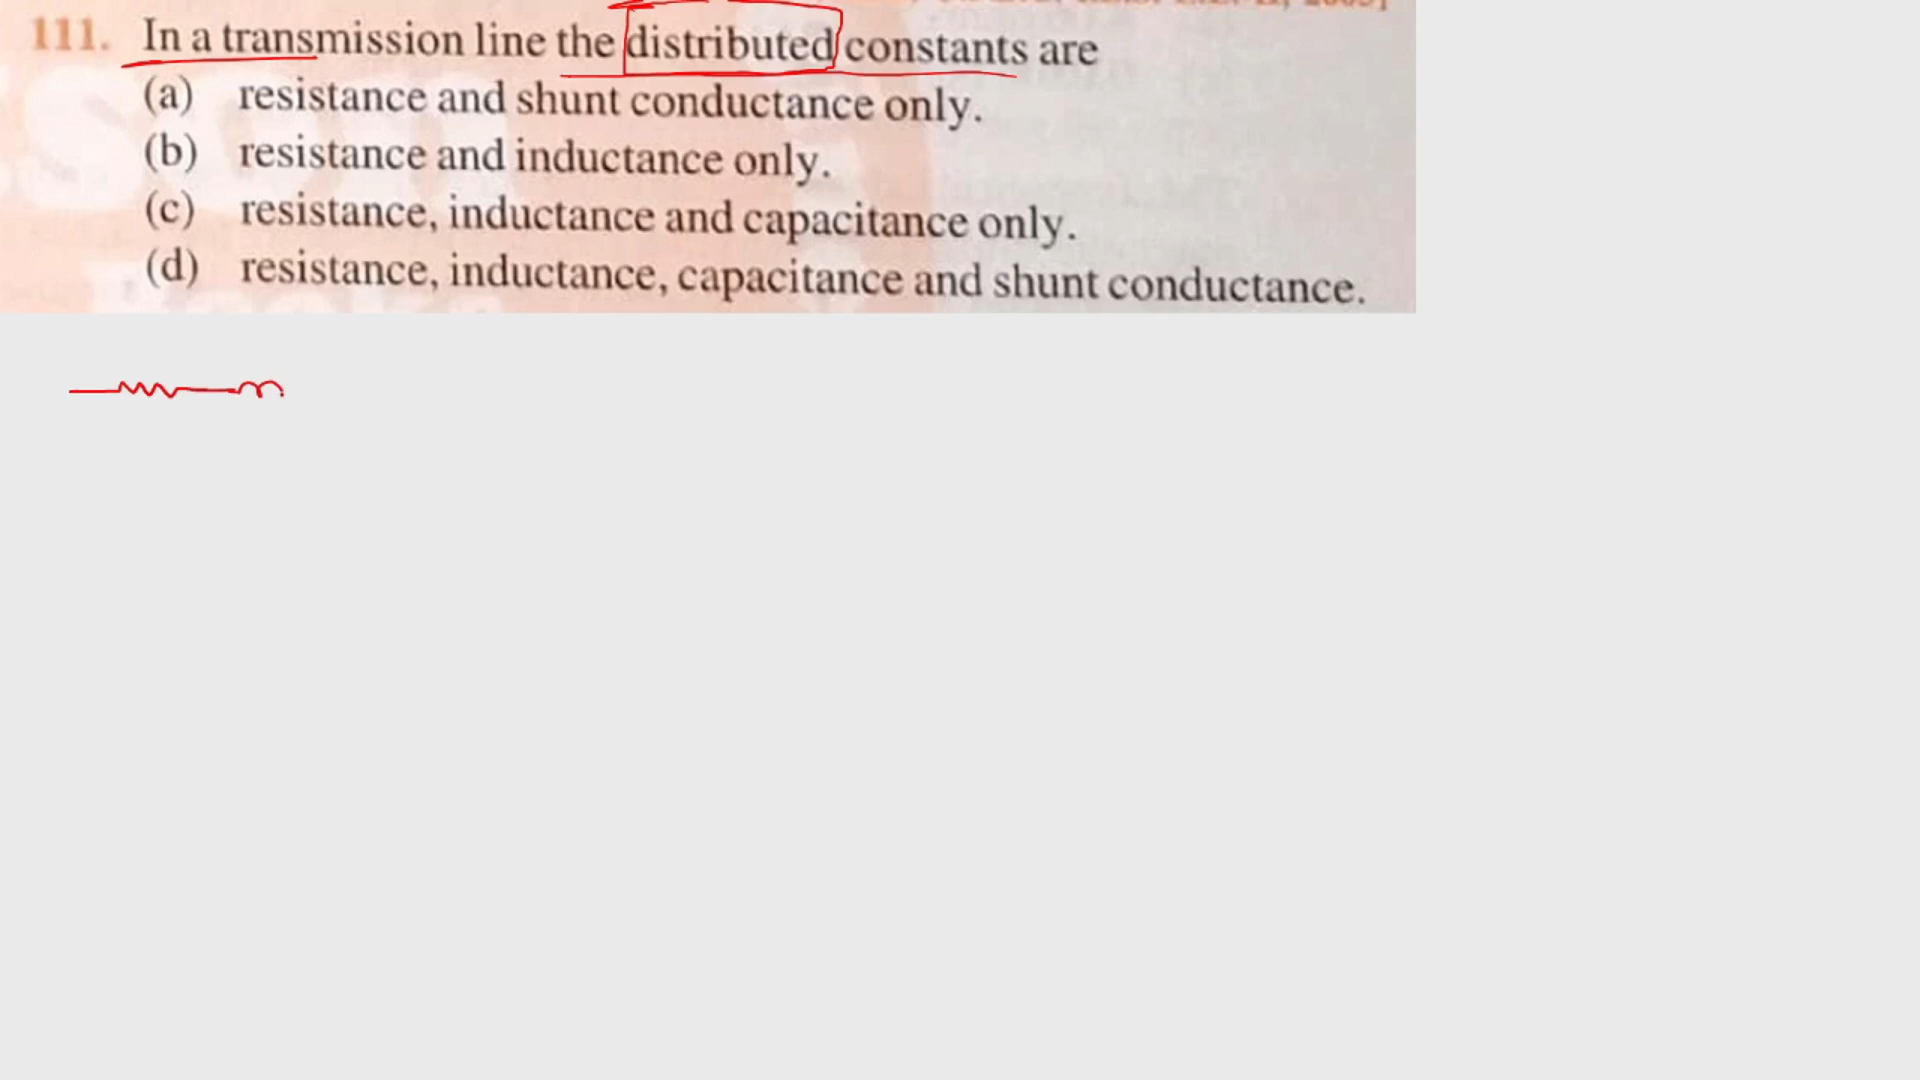 111. In a transmission line the distributed constants are
(a) resistance and shunt conductance only.
(b) resistance and inductance only.
(c) resistance, inductance and capacitance only.
(d) resistance, inductance, capacitance and shunt conductance.